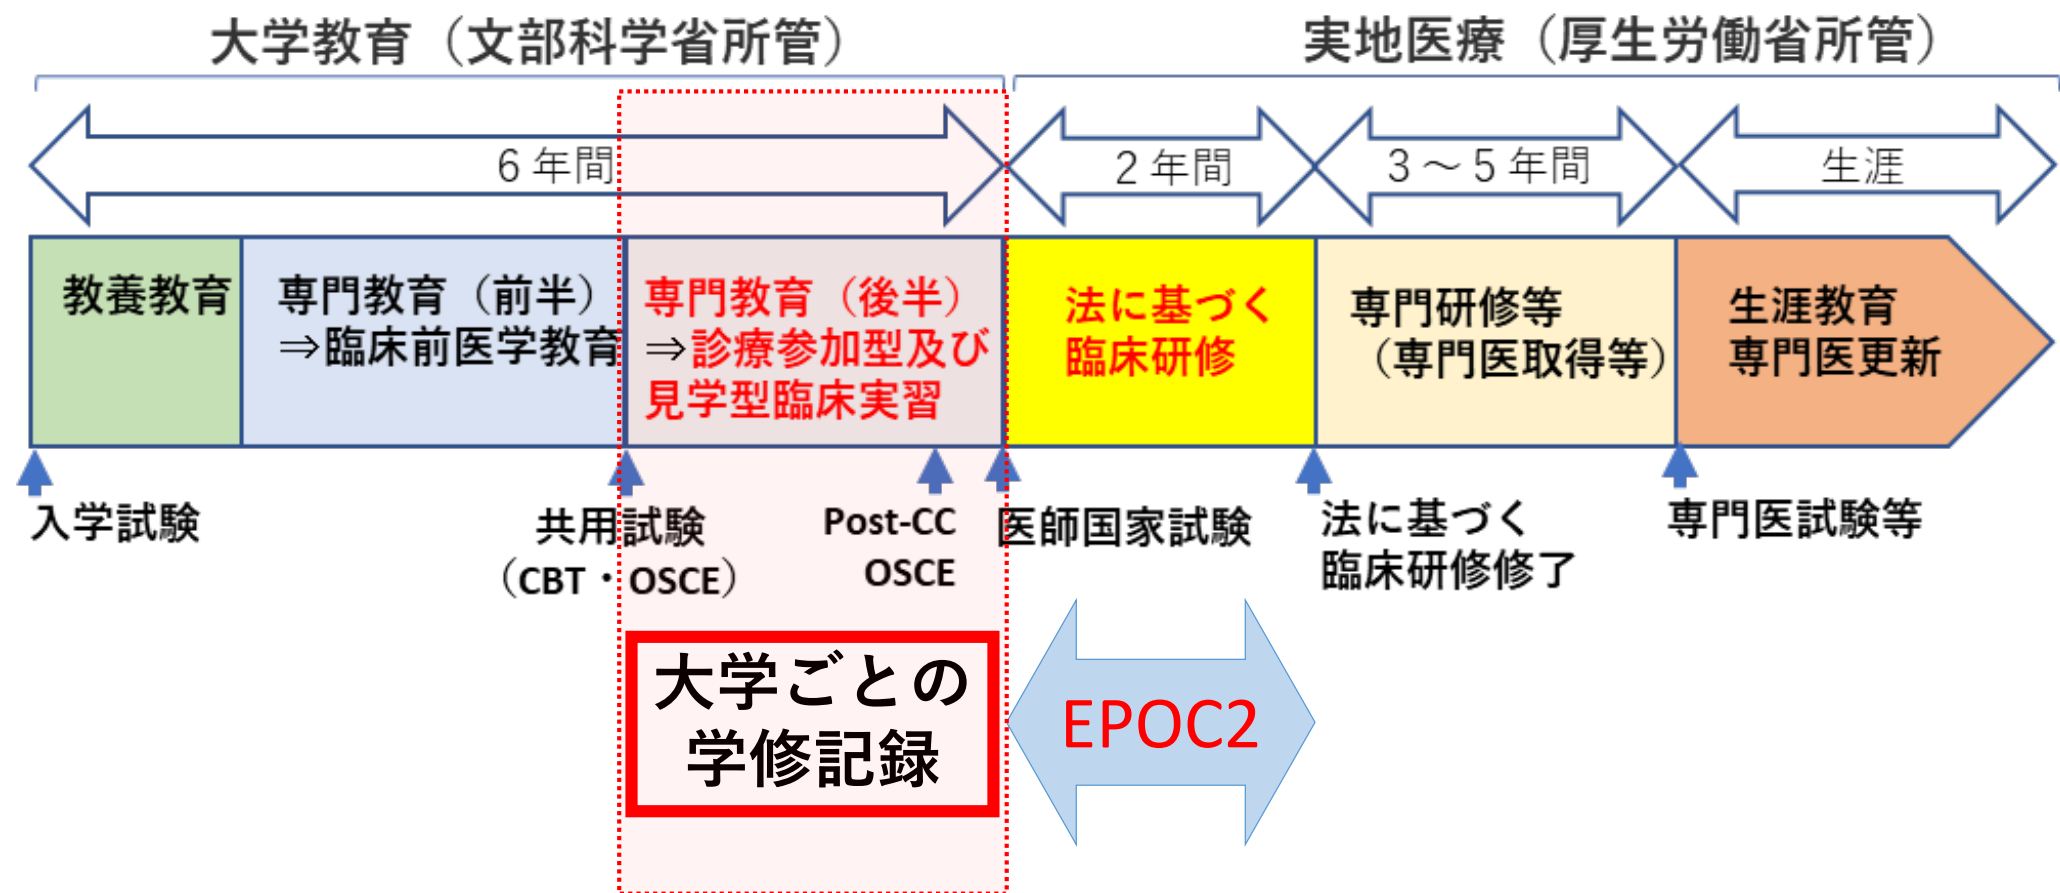 大学教育（文部科学省所管）
実地医療（厚生労働省所管）
6 年間
2 年間
3 ～ 5 年間
生涯
教養教育
専門教育（前半）
⇒臨床前医学教育
専門教育（後半）
⇒診療参加型及び
見学型臨床実習
法に基づく
臨床研修
専門研修等
（専門医取得等）
生涯教育
専門医更新
入学試験
共用試験
（CBT・OSCE）
Post-CC
OSCE
医師国家試験
法に基づく
臨床研修修了
専門医試験等
大学ごとの
学修記録
EPOC2